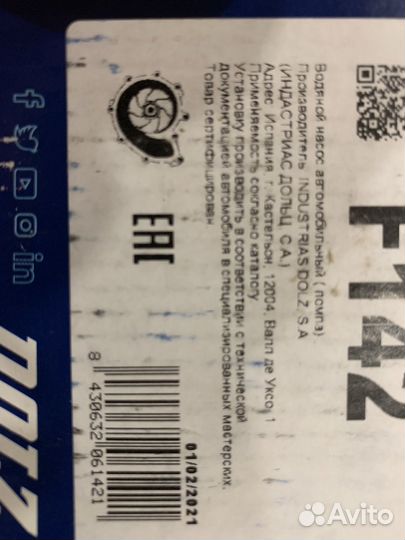 F142
Водяной насос автомобильный (помпа)
Производитель INDUSTRIAS DOLZ, S.A
(ИНДАСТРИАС ДОЛЬЦ С.А.)
Адрес Испания г. Кастельон, 12004, Валл де Уксо, 1
Применяемость согласно каталогу
Установку производить в соответствии с технической
документацией автомобиля в специализированных мастерских.
Товар сертифицирован
EAC
01/02/2021
8 430632 061421
DOLZ
Avito